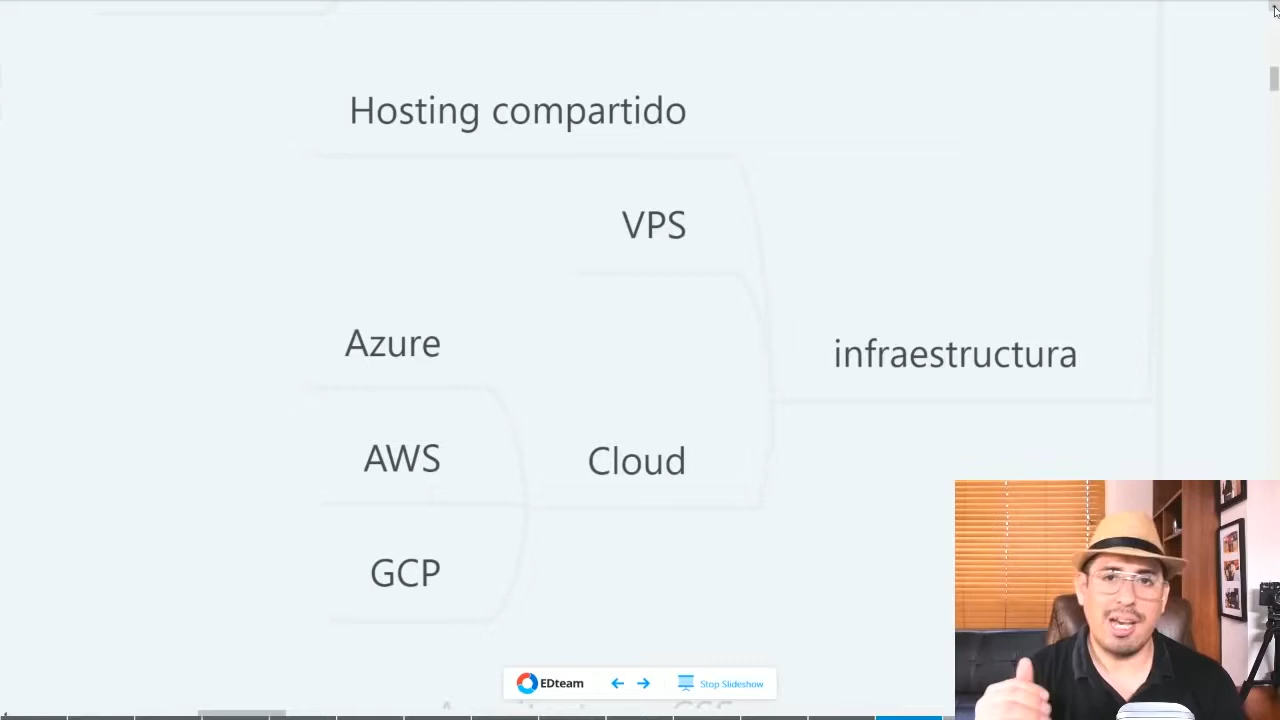 Hosting compartido
VPS
Azure
infraestructura
AWS
Cloud
GCP
EDteam
Stop Slideshow